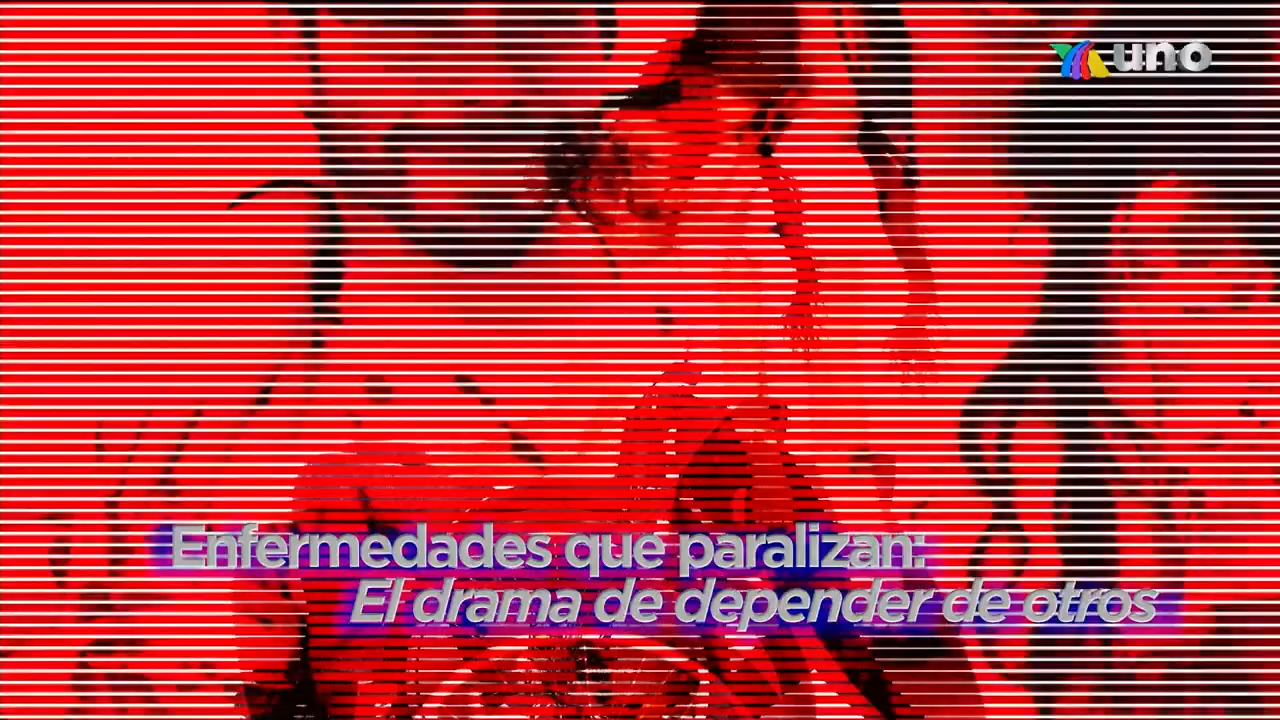 uno
Enfermedades que paralizan:
El drama de depender de otros